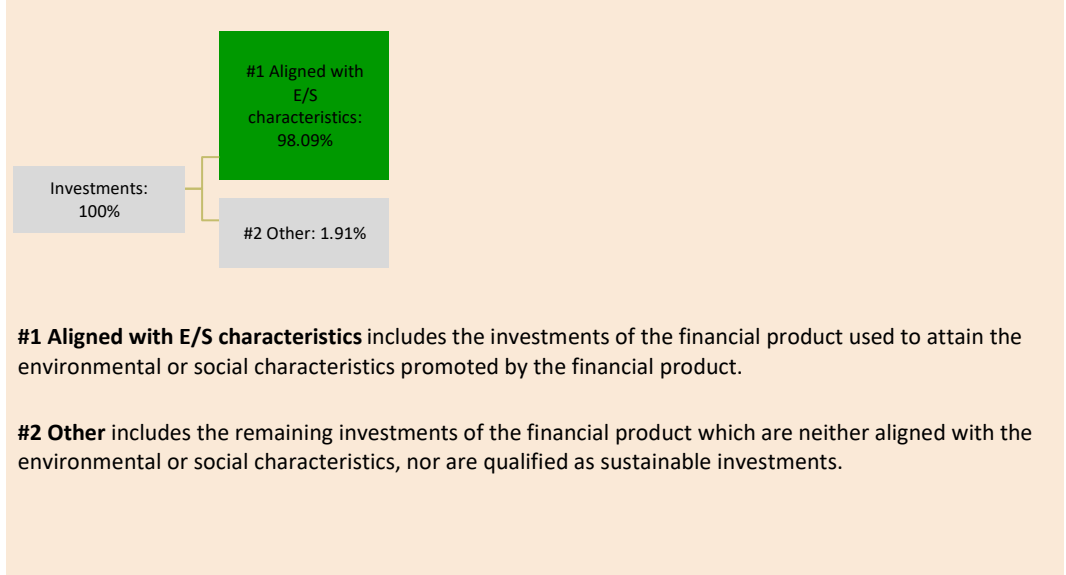 #1 Aligned with
E/S
characteristics:
98.09%
Investments:
100%
#2 Other: 1.91%
#1 Aligned with E/S characteristics includes the investments of the financial product used to attain the
environmental or social characteristics promoted by the financial product.
#2 Other includes the remaining investments of the financial product which are neither aligned with the
environmental or social characteristics, nor are qualified as sustainable investments.